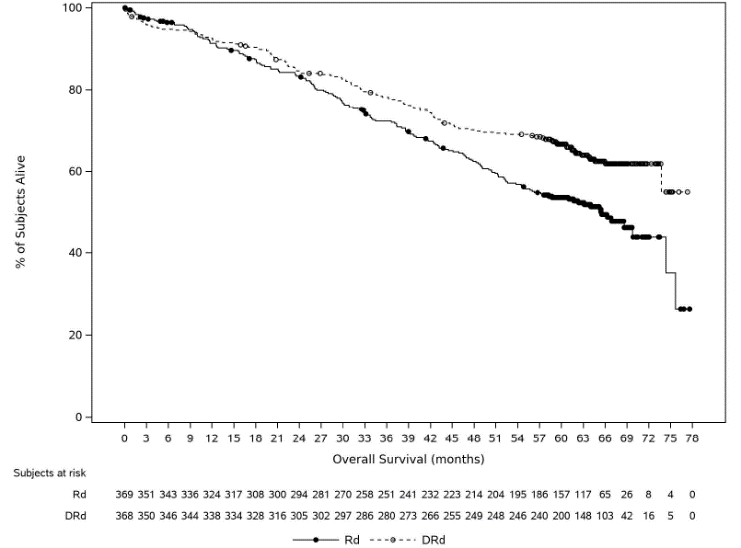 % of Subjects Alive
100
80
60
40
20
0
0 3 6 9 12 15 18 21 24 27 30 33 36 39 42 45 48 51 54 57 60 63 66 69 72 75 78
Overall Survival (months)
Subjects at risk
Rd 369 351 343 336 324 317 308 300 294 281 270 258 251 241 232 223 214 204 195 186 157 117 65 26 8 4 0
DRd 368 350 346 344 338 334 328 316 305 302 297 286 280 273 266 255 249 248 246 240 200 148 103 42 16 5 0
Rd DRd